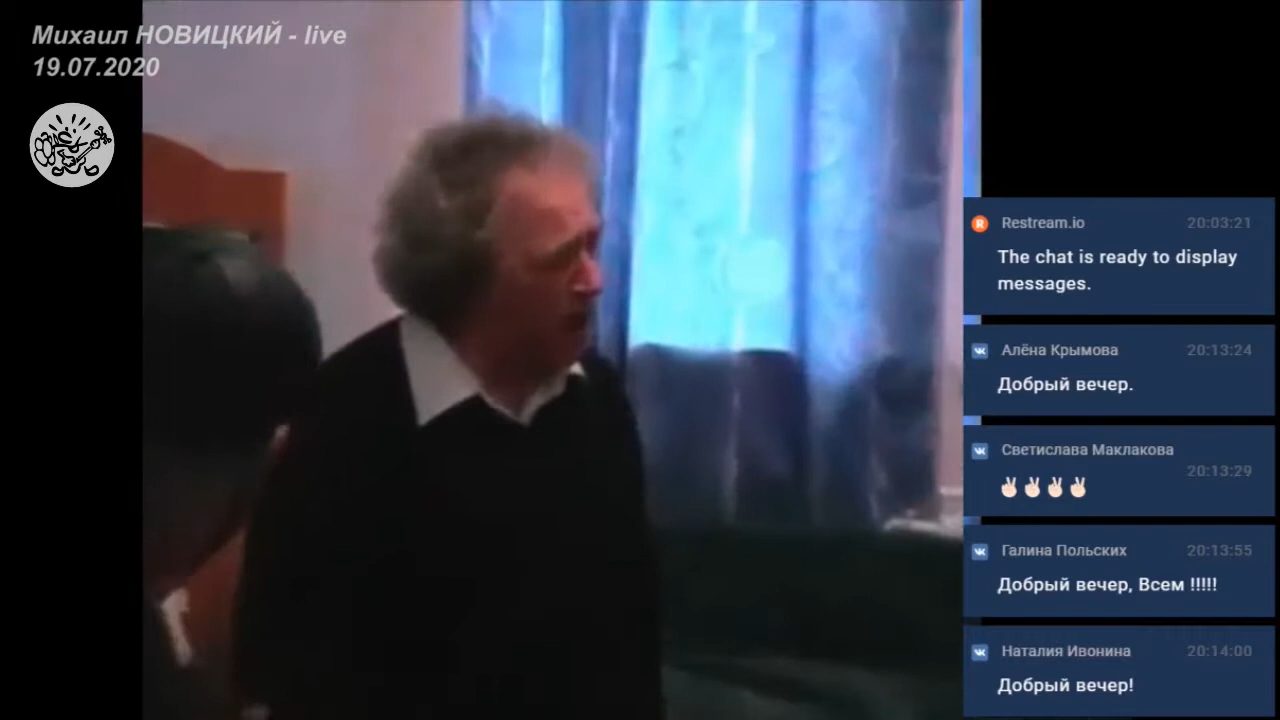 Михаил НОВИЦКИЙ - live
19.07.2020
Restream.io 20:03:21
The chat is ready to display
messages.
Алёна Крымова 20:13:24
Добрый вечер.
Светислава Маклакова
20:13:29
✌🏻✌🏻✌🏻✌🏻
Галина Польских 20:13:55
Добрый вечер, Всем !!!!!
Наталия Ивонина 20:14:00
Добрый вечер!